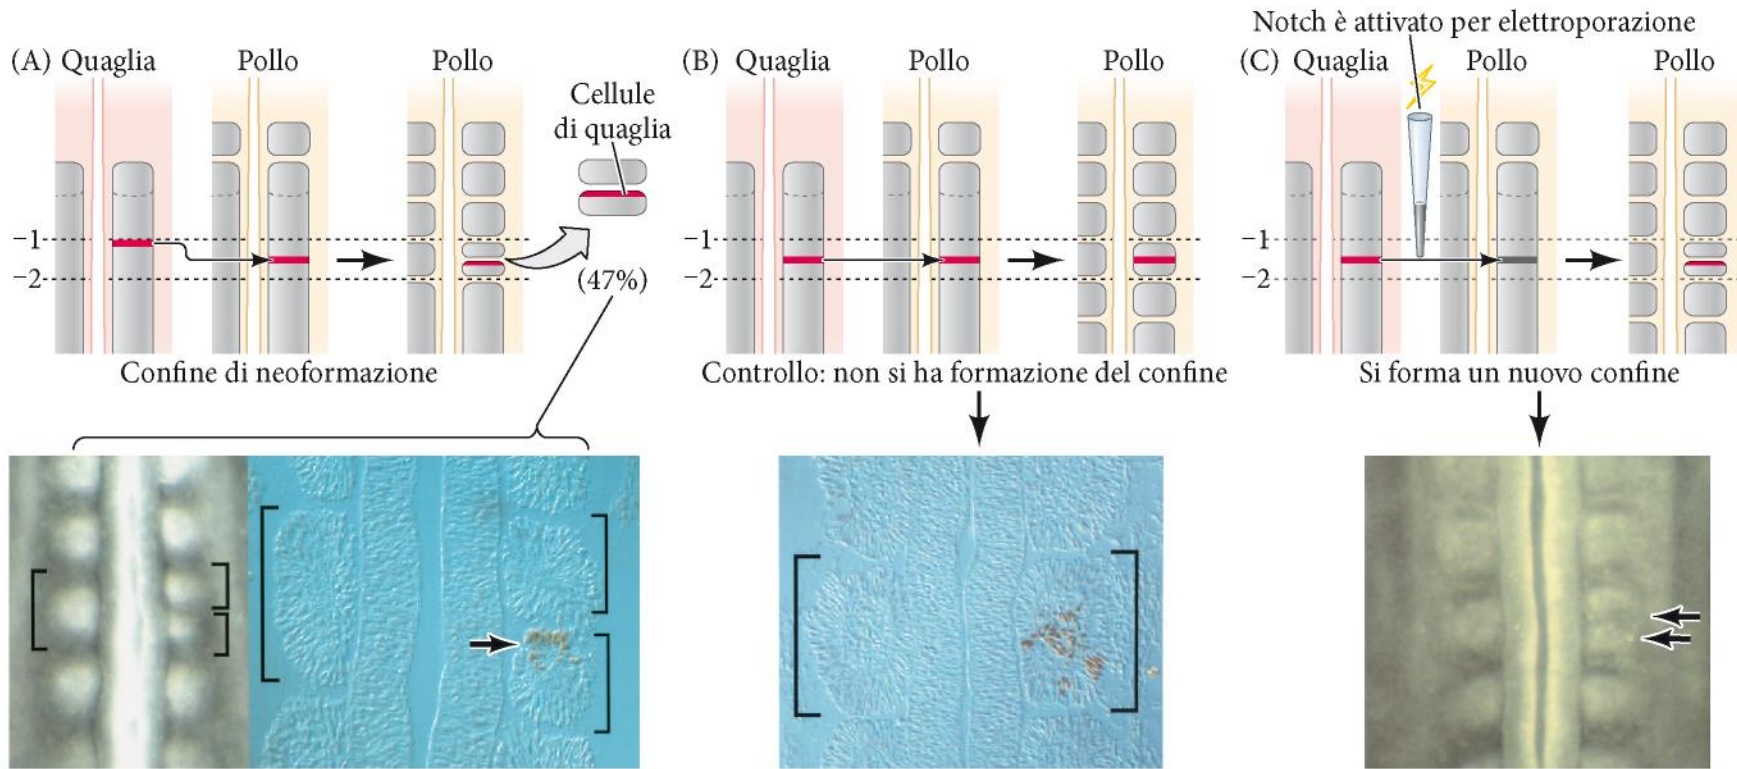 Notch è attivato per elettroporazione
(A) Quaglia Pollo Pollo
Cellule
di quaglia
−1
−2
(47%)
Confine di neoformazione
(B) Quaglia Pollo Pollo
−1
−2
Controllo: non si ha formazione del confine
(C) Quaglia Pollo Pollo
−1
−2
Si forma un nuovo confine